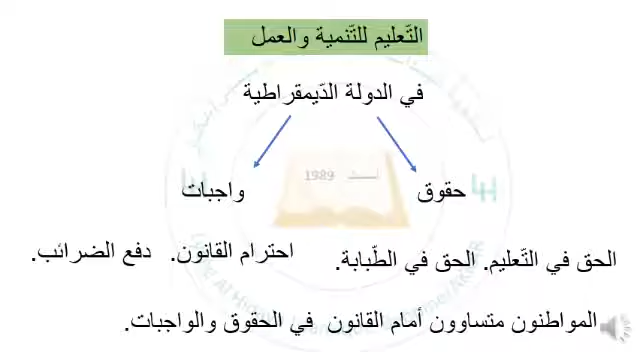 التّعليم للتّنمية والعمل
في الدولة الدّيمقراطية
حقوق واجبات
الحق في التّعليم. الحق في الطّبابة. احترام القانون. دفع الضرائب.
المواطنون متساوون أمام القانون في الحقوق والواجبات.
1989